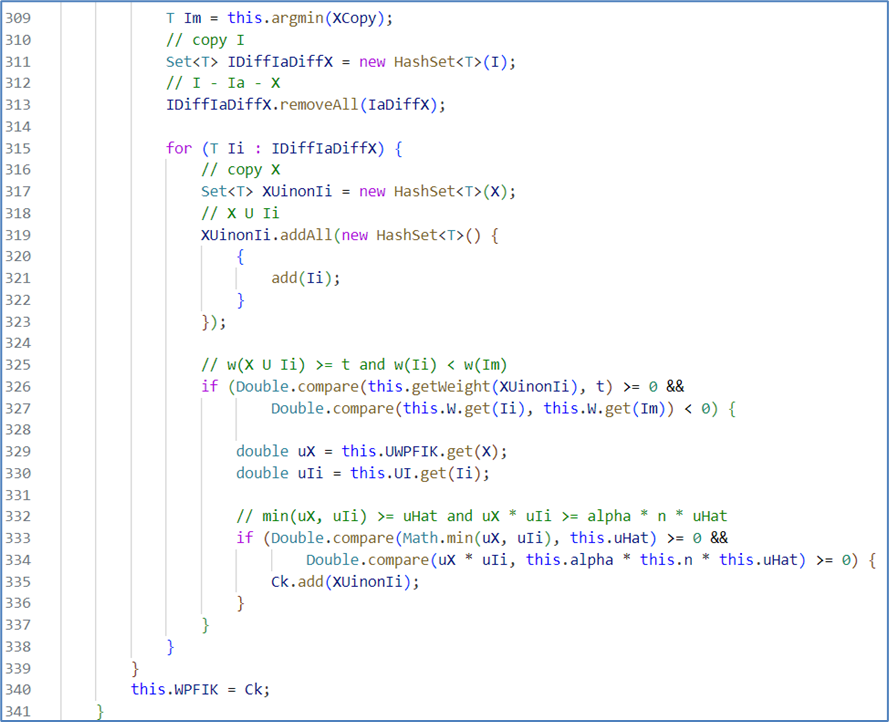 309 T Im = this.argmin(XCopy);
310 // copy I
311 Set<T> IDiffIaDiffX = new HashSet<T>(I);
312 // I - Ia - X
313 IDiffIaDiffX.removeAll(IaDiffX);
314
315 for (T Ii : IDiffIaDiffX) {
316 // copy X
317 Set<T> XUinonIi = new HashSet<T>(X);
318 // X U Ii
319 XUinonIi.addAll(new HashSet<T>() {
320 {
321 add(Ii);
322 }
323 });
324
325 // w(X U Ii) >= t and w(Ii) < w(Im)
326 if (Double.compare(this.getWeight(XUinonIi), t) >= 0 &&
327 Double.compare(this.W.get(Ii), this.W.get(Im)) < 0) {
328
329 double uX = this.UWPFIK.get(X);
330 double uIi = this.UI.get(Ii);
331
332 // min(uX, uIi) >= uHat and uX * uIi >= alpha * n * uHat
333 if (Double.compare(Math.min(uX, uIi), this.uHat) >= 0 &&
334 Double.compare(uX * uIi, this.alpha * this.n * this.uHat) >= 0) {
335 Ck.add(XUinonIi);
336 }
337 }
338 }
339 }
340 this.WPFIK = Ck;
341 }